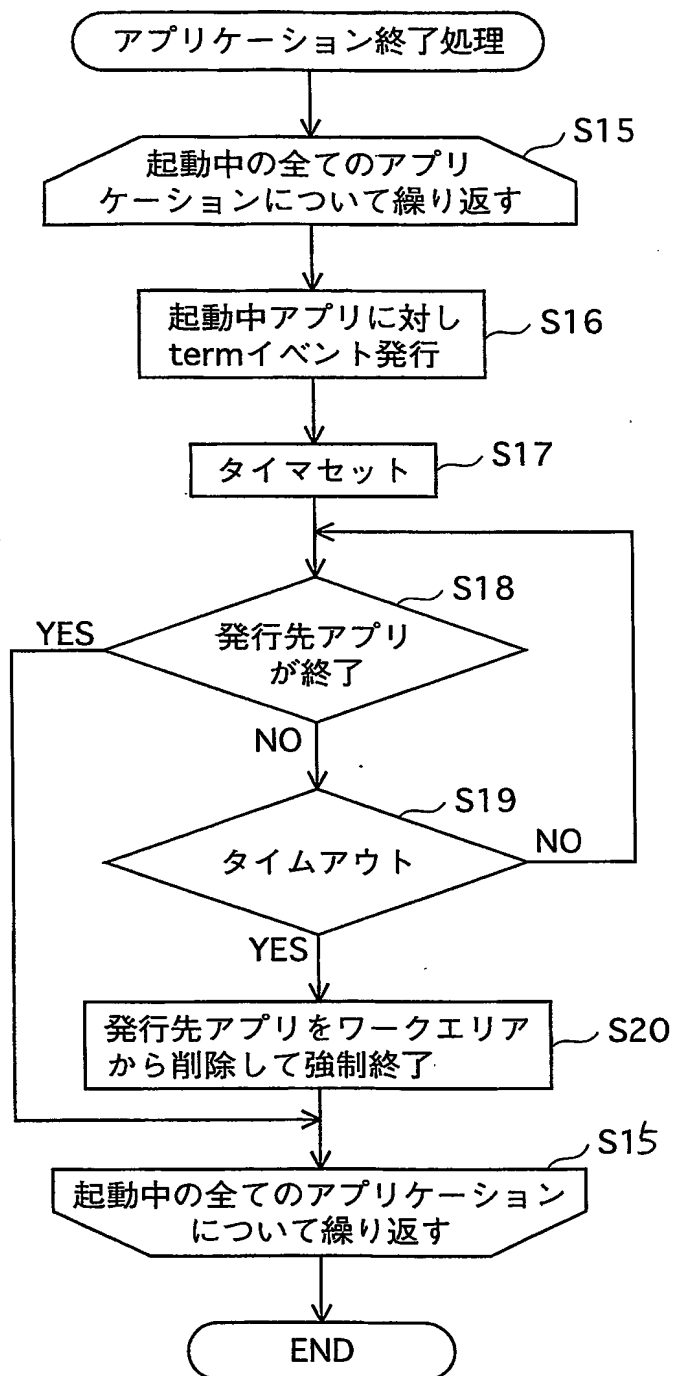 アプリケーション終了処理
S15
起動中の全てのアプリ
ケーションについて繰り返す
起動中アプリに対し
termイベント発行
S16
タイマセット
S17
S18
YES
発行先アプリ
が終了
NO
S19
タイムアウト
NO
YES
発行先アプリをワークエリア
から削除して強制終了
S20
S15
起動中の全てのアプリケーション
について繰り返す
END